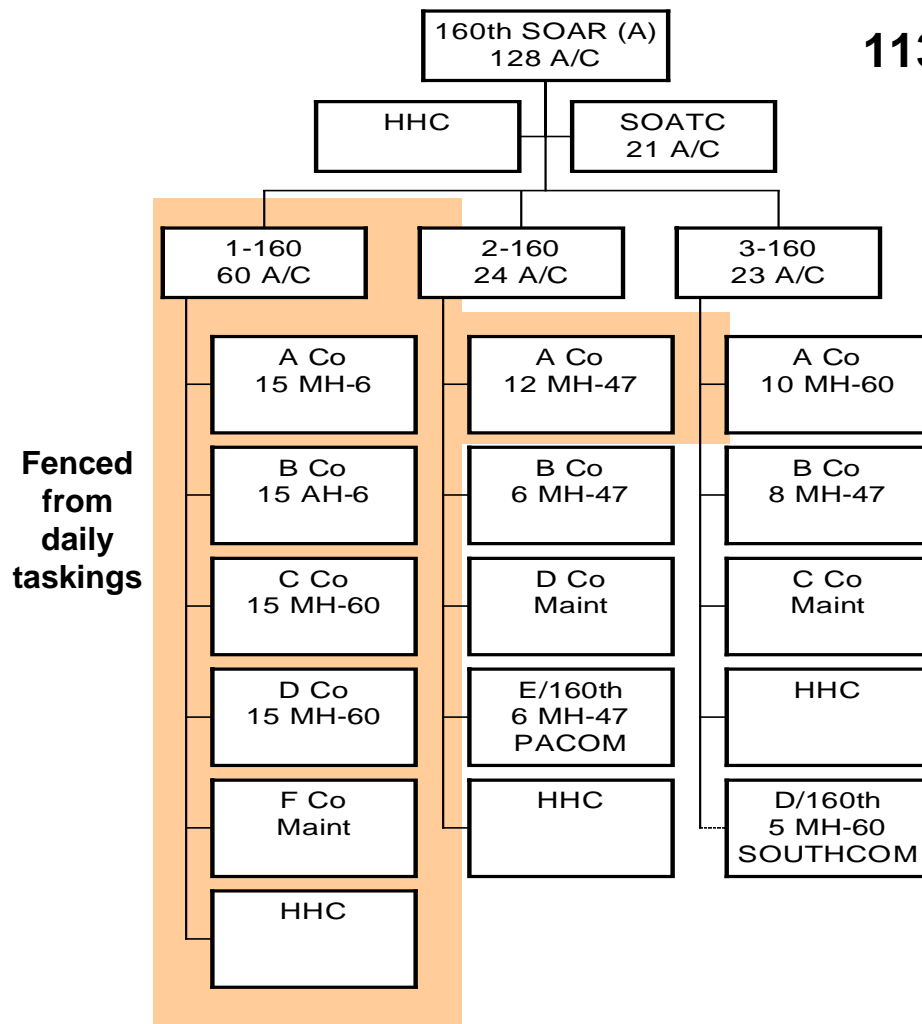 160th SOAR (A)
128 A/C
113
HHC
SOATC
21 A/C
1-160
60 A/C
2-160
24 A/C
3-160
23 A/C
A Co
15 MH-6
A Co
12 MH-47
A Co
10 MH-60
Fenced
from
daily
taskings
B Co
15 AH-6
B Co
6 MH-47
B Co
8 MH-47
C Co
15 MH-60
D Co
Maint
C Co
Maint
D Co
15 MH-60
E/160th
6 MH-47
PACOM
HHC
F Co
Maint
HHC
D/160th
5 MH-60
SOUTHCOM
HHC